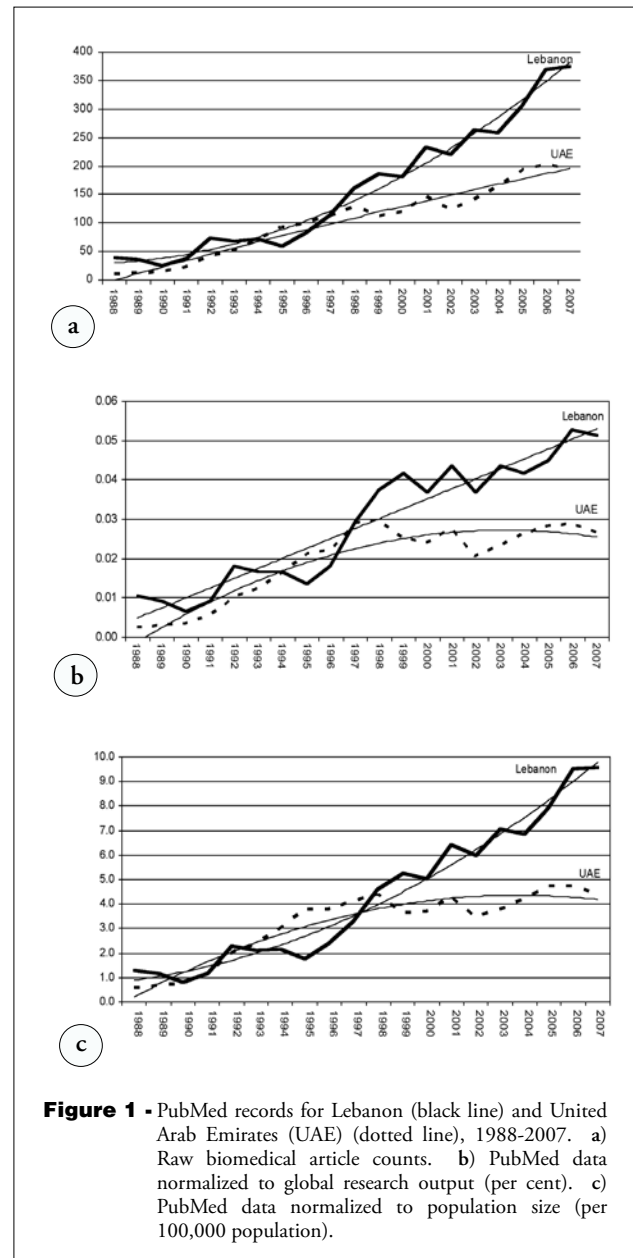 400
350
300
250
200
150
100
50
0
Lebanon
UAE
1988 1989 1990 1991 1992 1993 1994 1995 1996 1997 1998 1999 2000 2001 2002 2003 2004 2005 2006 2007
a
0.06
0.05
0.04
0.03
0.02
0.01
0.00
Lebanon
UAE
1988 1989 1990 1991 1992 1993 1994 1995 1996 1997 1998 1999 2000 2001 2002 2003 2004 2005 2006 2007
b
10.0
9.0
8.0
7.0
6.0
5.0
4.0
3.0
2.0
1.0
0.0
Lebanon
UAE
1988 1989 1990 1991 1992 1993 1994 1995 1996 1997 1998 1999 2000 2001 2002 2003 2004 2005 2006 2007
c
Figure 1 - PubMed records for Lebanon (black line) and United
Arab Emirates (UAE) (dotted line), 1988-2007. a)
Raw biomedical article counts. b) PubMed data
normalized to global research output (per cent). c)
PubMed data normalized to population size (per
100,000 population).